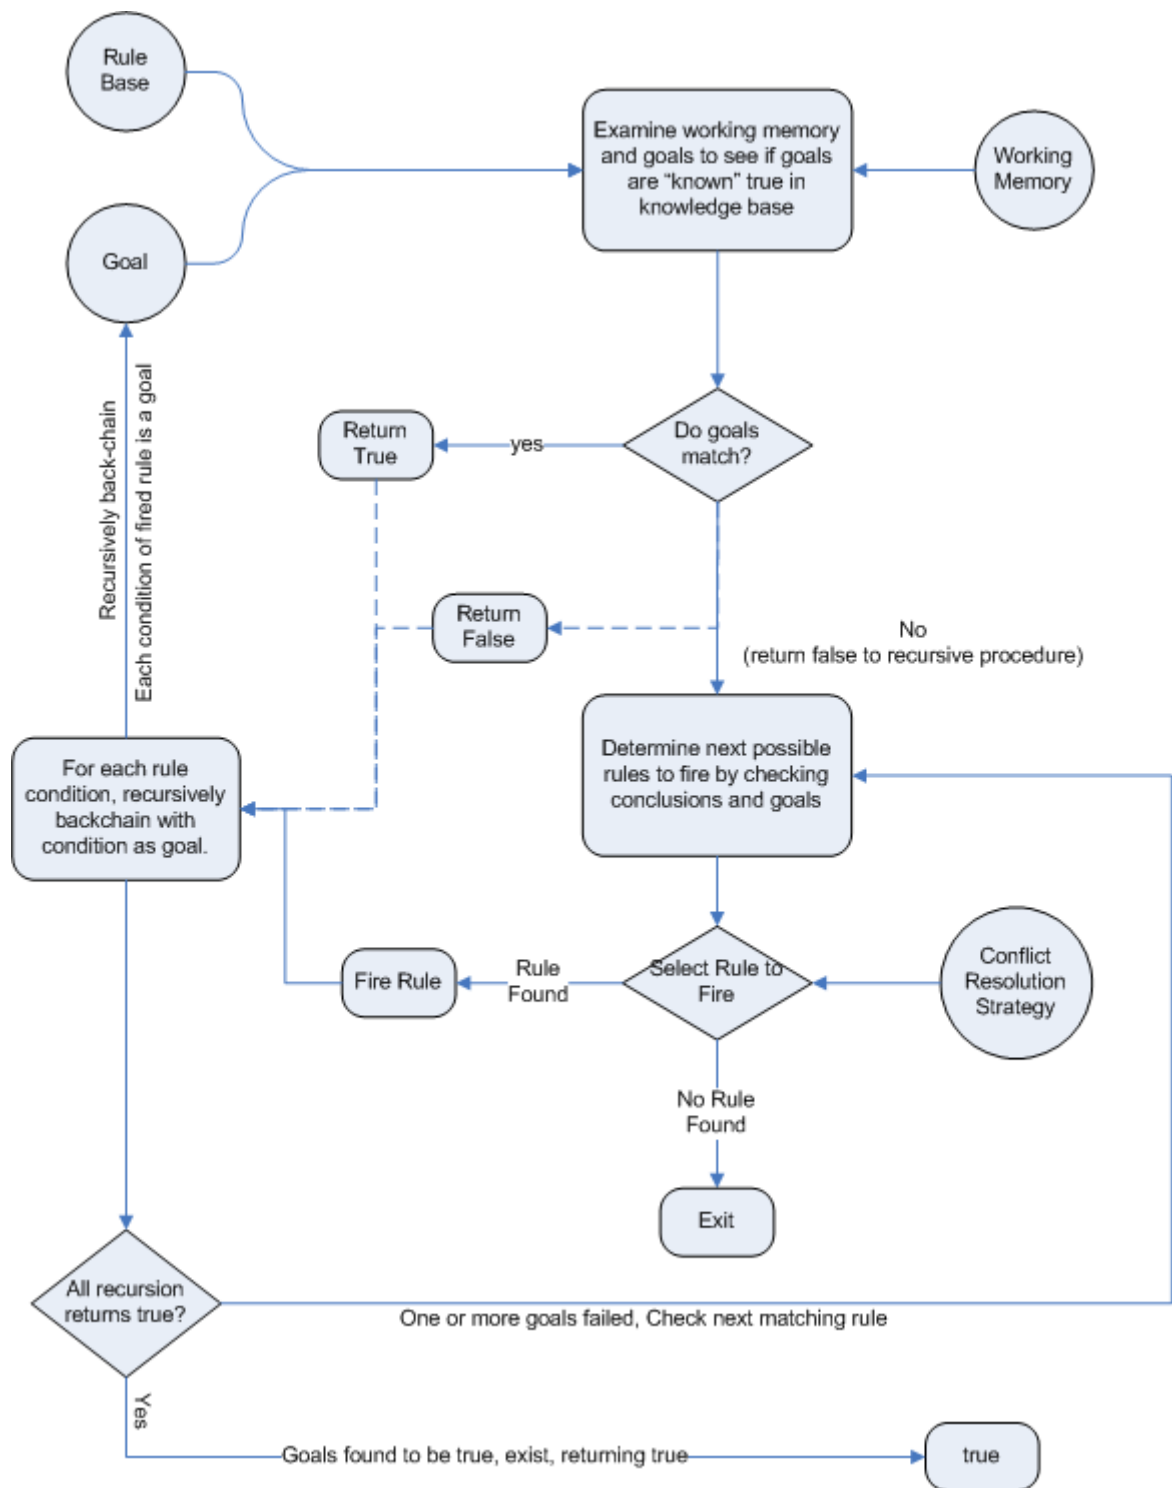 Rule
Base
Examine working memory
and goals to see if goals
are “known” true in
knowledge base
Working
Memory
Goal
Recursively back-chain
Each condition of fired rule is a goal
Return
True
yes
Do goals
match?
Return
False
No
(return false to recursive procedure)
For each rule
condition, recursively
backchain with
condition as goal.
Determine next possible
rules to fire by checking
conclusions and goals
Fire Rule
Rule
Found
Select Rule to
Fire
Conflict
Resolution
Strategy
No Rule
Found
Exit
All recursion
returns true?
One or more goals failed, Check next matching rule
Yes
Goals found to be true, exist, returning true
true